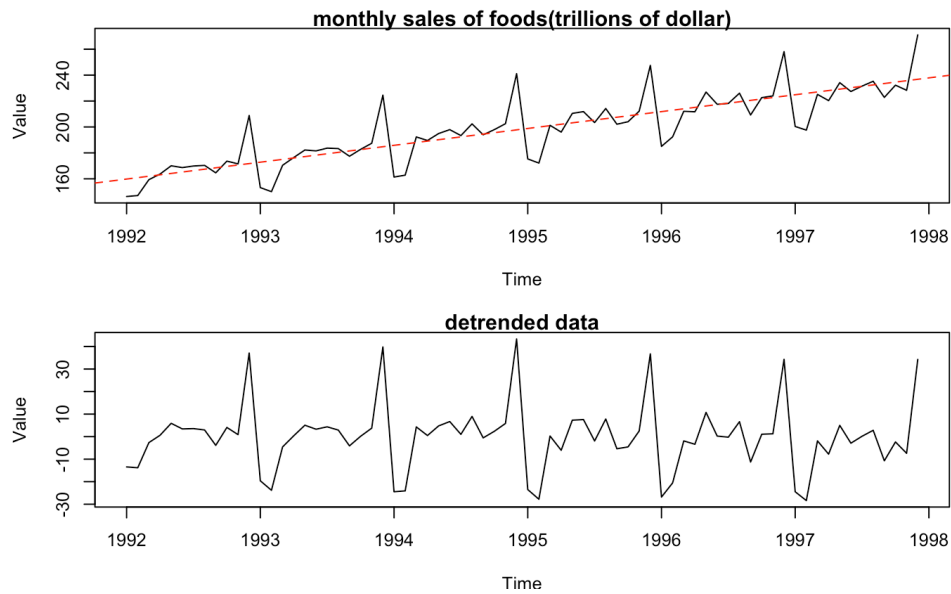 monthly sales of foods(trillions of dollar)
Value
240
200
160
1992 1993 1994 1995 1996 1997 1998
Time
detrended data
Value
30
10
-10
-30
1992 1993 1994 1995 1996 1997 1998
Time